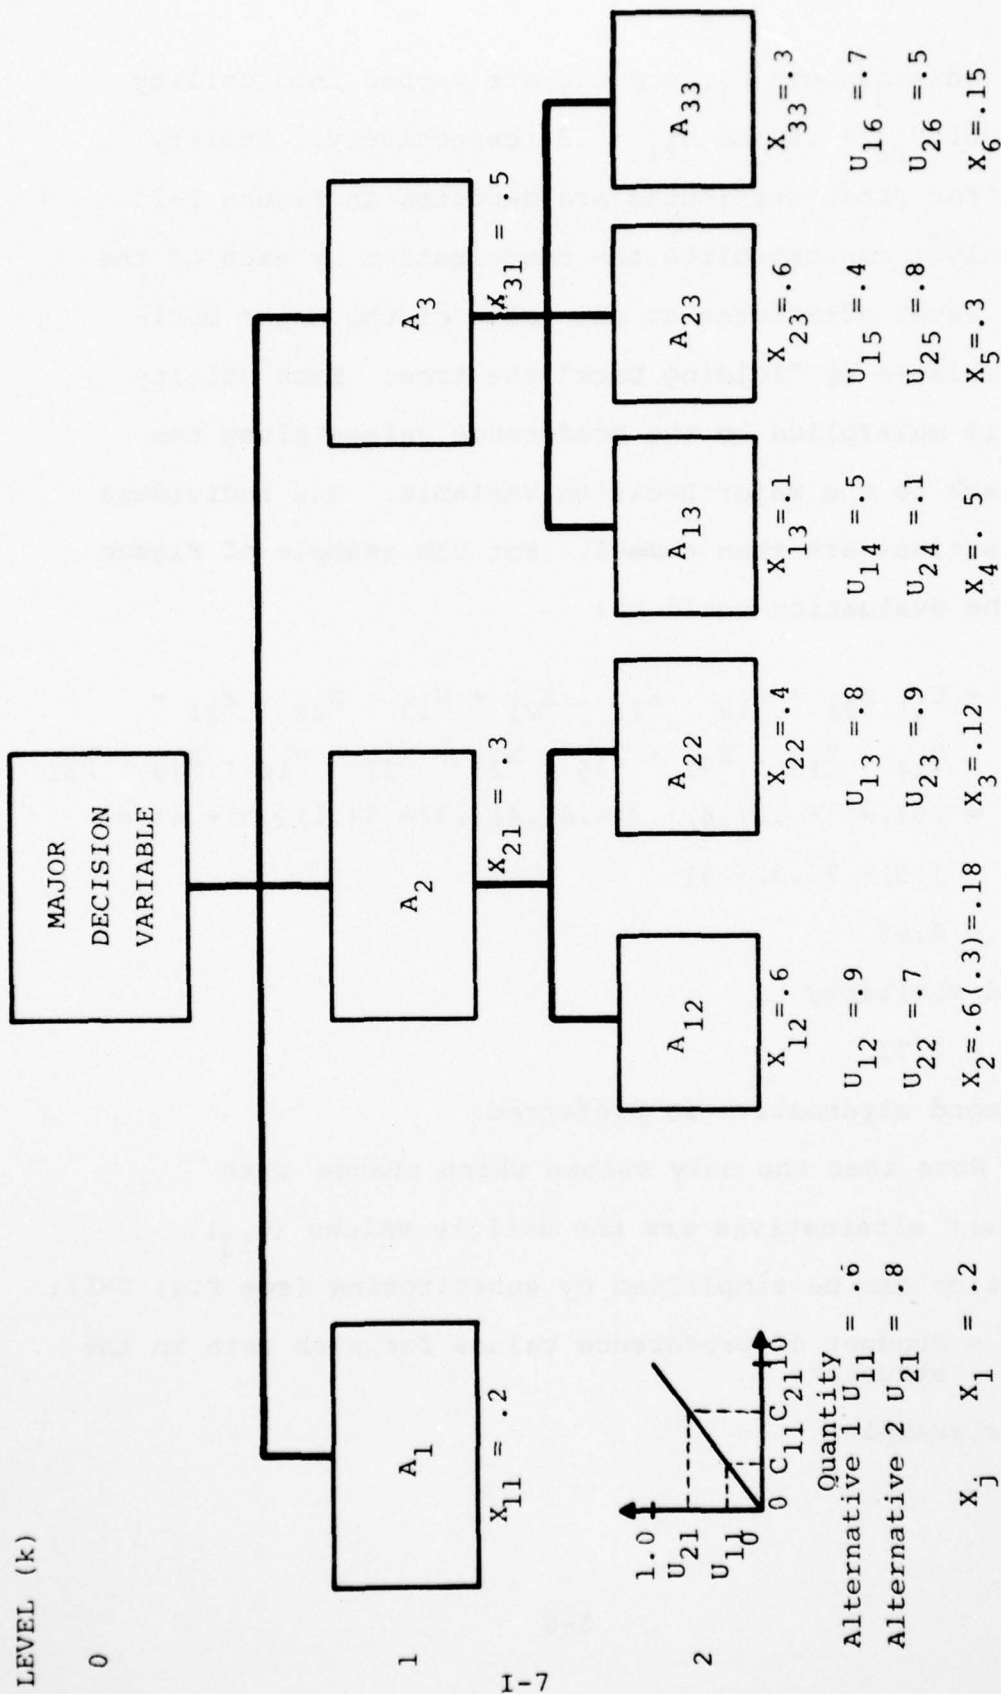 LEVEL (k)
0
MAJOR
DECISION
VARIABLE
1
A₁
A₂
A₃
X₁₁ = .2
X₂₁ = .3
X₃₁ = .5
2
A₁₂
A₂₂
A₁₃
A₂₃
A₃₃
X₁₂=.6
X₂₂=.4
X₁₃=.1
X₂₃=.6
X₃₃=.3
1.0
U₂₁
U₁₁
0
0 C₁₁ C₂₁ 10
Quantity
Alternative 1 U₁₁ = .6 U₁₂ =.9 U₁₃ =.8 U₁₄ =.5 U₁₅ =.4 U₁₆ =.7
Alternative 2 U₂₁ = .8 U₂₂ =.7 U₂₃ =.9 U₂₄ =.1 U₂₅ =.8 U₂₆ =.5
Xⱼ X₁ = .2 X₂=.6(.3)=.18 X₃=.12 X₄=. 5 X₅=.3 X₆=.15
I-7